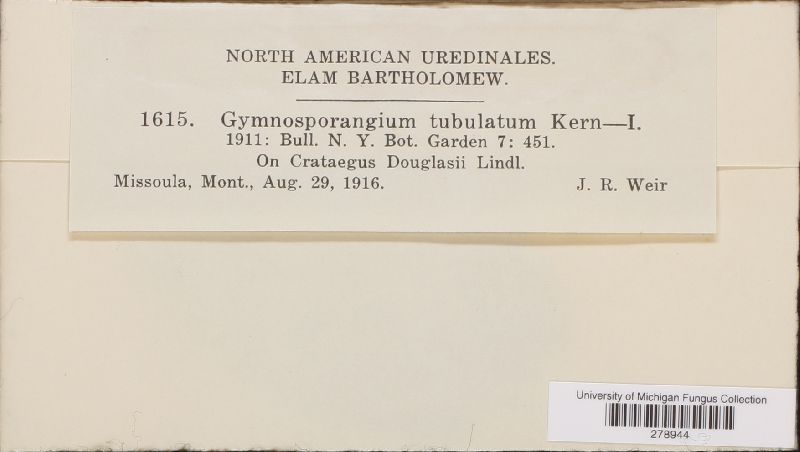 NORTH AMERICAN UREDINALES.
ELAM BARTHOLOMEW.
1615. Gymnosporangium tubulatum Kern—I.
1911: Bull. N. Y. Bot. Garden 7: 451.
On Crataegus Douglasii Lindl.
Missoula, Mont., Aug. 29, 1916. J. R. Weir
University of Michigan Fungus Collection
278944